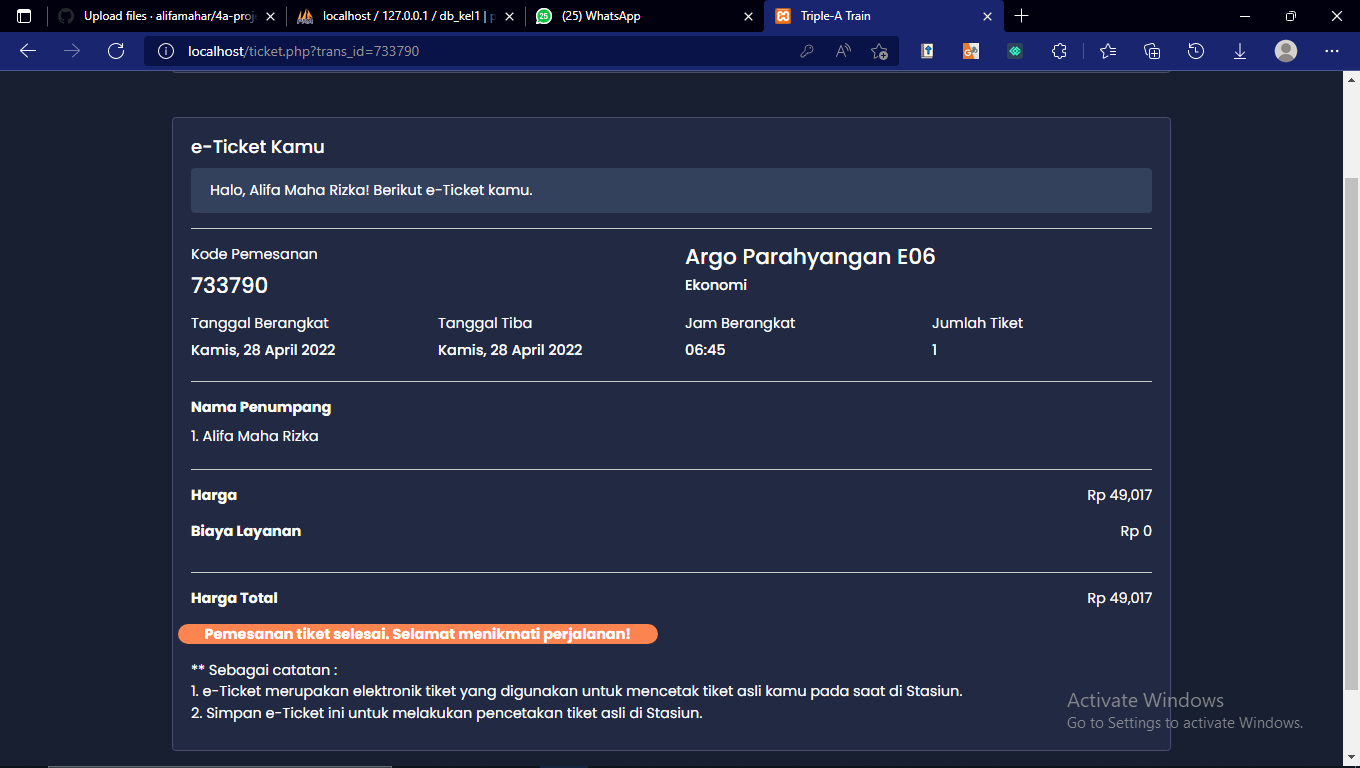 Upload files · alifamahar/4a-proj
localhost / 127.0.0.1 / db_kel1 | p
25
(25) WhatsApp
Triple-A Train
localhost/ticket.php?trans_id=733790
e-Ticket Kamu
Halo, Alifa Maha Rizka! Berikut e-Ticket kamu.
Kode Pemesanan
733790
Argo Parahyangan E06
Ekonomi
Tanggal Berangkat Tanggal Tiba Jam Berangkat Jumlah Tiket
Kamis, 28 April 2022 Kamis, 28 April 2022 06:45 1
Nama Penumpang
1. Alifa Maha Rizka
Harga Rp 49,017
Biaya Layanan Rp 0
Harga Total Rp 49,017
Pemesanan tiket selesai. Selamat menikmati perjalanan!
** Sebagai catatan :
1. e-Ticket merupakan elektronik tiket yang digunakan untuk mencetak tiket asli kamu pada saat di Stasiun.
2. Simpan e-Ticket ini untuk melakukan pencetakan tiket asli di Stasiun.
Activate Windows
Go to Settings to activate Windows.